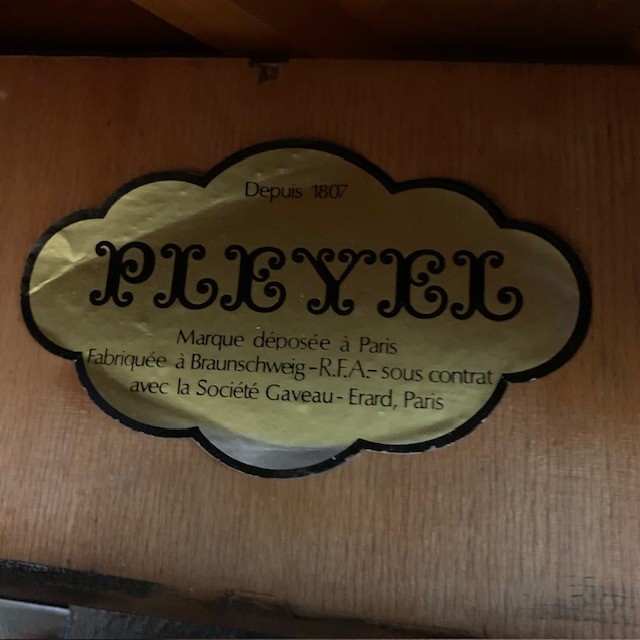 Depuis 1807
PLEYEL
Marque déposée à Paris
Fabriquée à Braunschweig-R.F.A.-sous contrat
avec la Société Gaveau-Erard, Paris